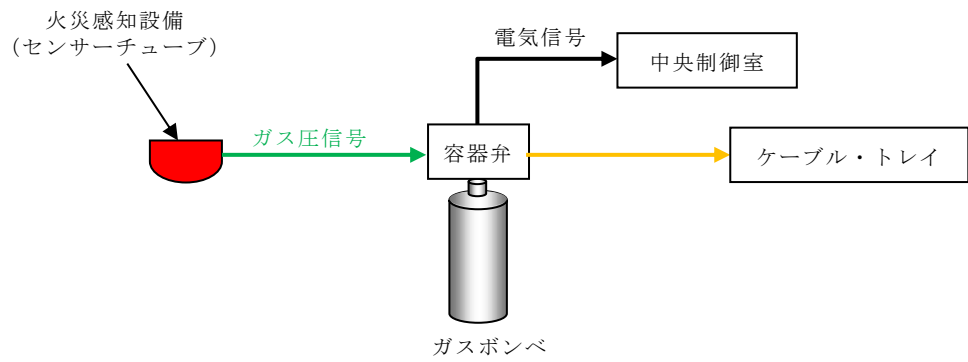 火災感知設備
（センサーチューブ）
電気信号
中央制御室
ガス圧信号
容器弁
ケーブル・トレイ
ガスボンベ